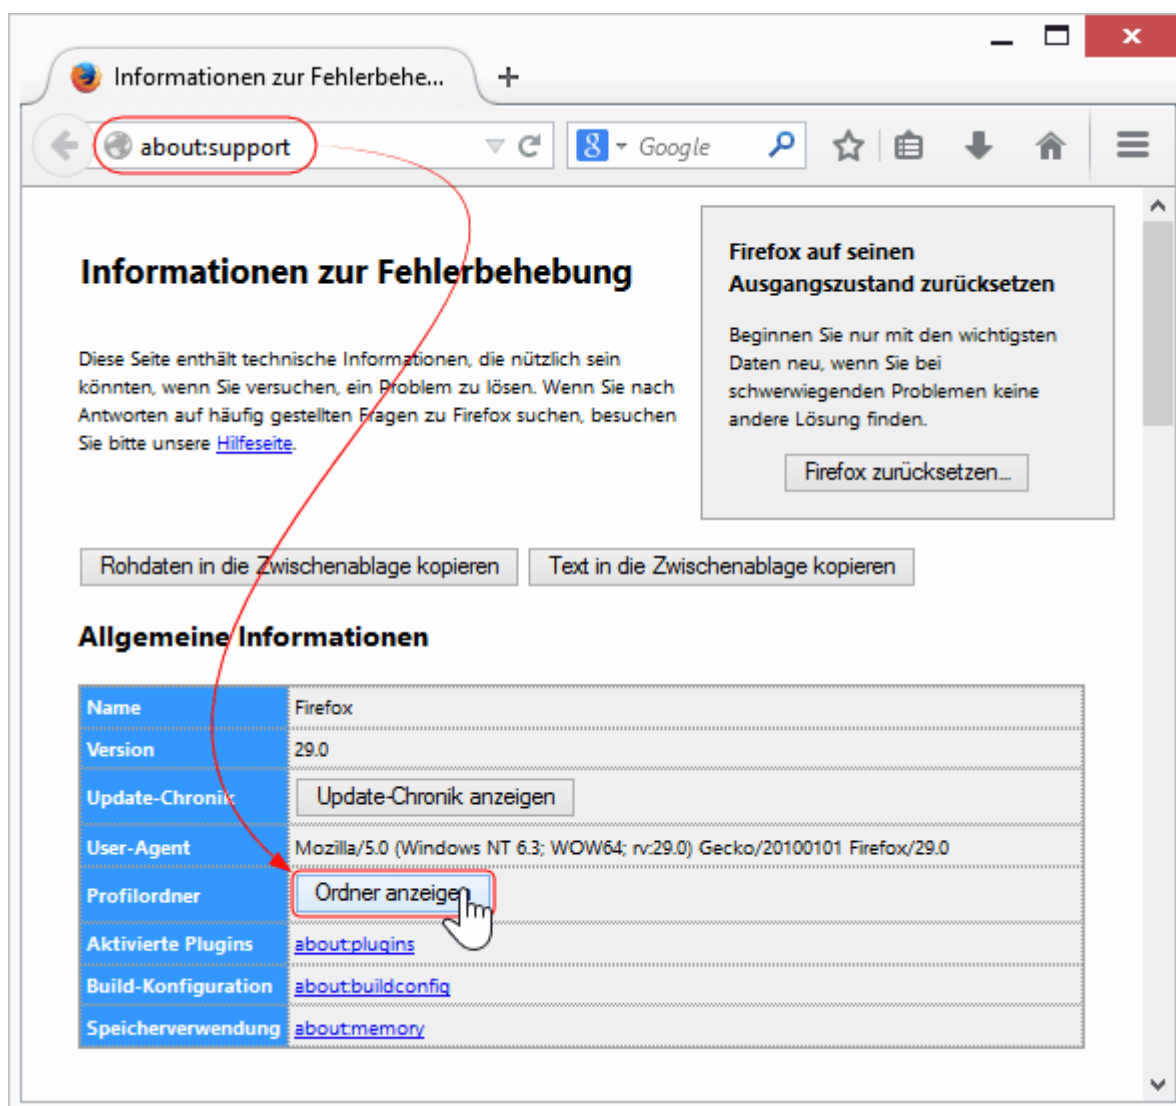 Informationen zur Fehlerbehe...
about:support
8 Google
Informationen zur Fehlerbehebung
Diese Seite enthält technische Informationen, die nützlich sein
könnten, wenn Sie versuchen, ein Problem zu lösen. Wenn Sie nach
Antworten auf häufig gestellten Fragen zu Firefox suchen, besuchen
Sie bitte unsere Hilfeseite.
Firefox auf seinen
Ausgangszustand zurücksetzen
Beginnen Sie nur mit den wichtigsten
Daten neu, wenn Sie bei
schwerwiegenden Problemen keine
andere Lösung finden.
Firefox zurücksetzen...
Rohdaten in die Zwischenablage kopieren Text in die Zwischenablage kopieren
Allgemeine Informationen
Name Firefox
Version 29.0
Update-Chronik Update-Chronik anzeigen
User-Agent Mozilla/5.0 (Windows NT 6.3; WOW64; rv:29.0) Gecko/20100101 Firefox/29.0
Profilordner Ordner anzeigen
Aktivierte Plugins about:plugins
Build-Konfiguration about:buildconfig
Speicherverwendung about:memory